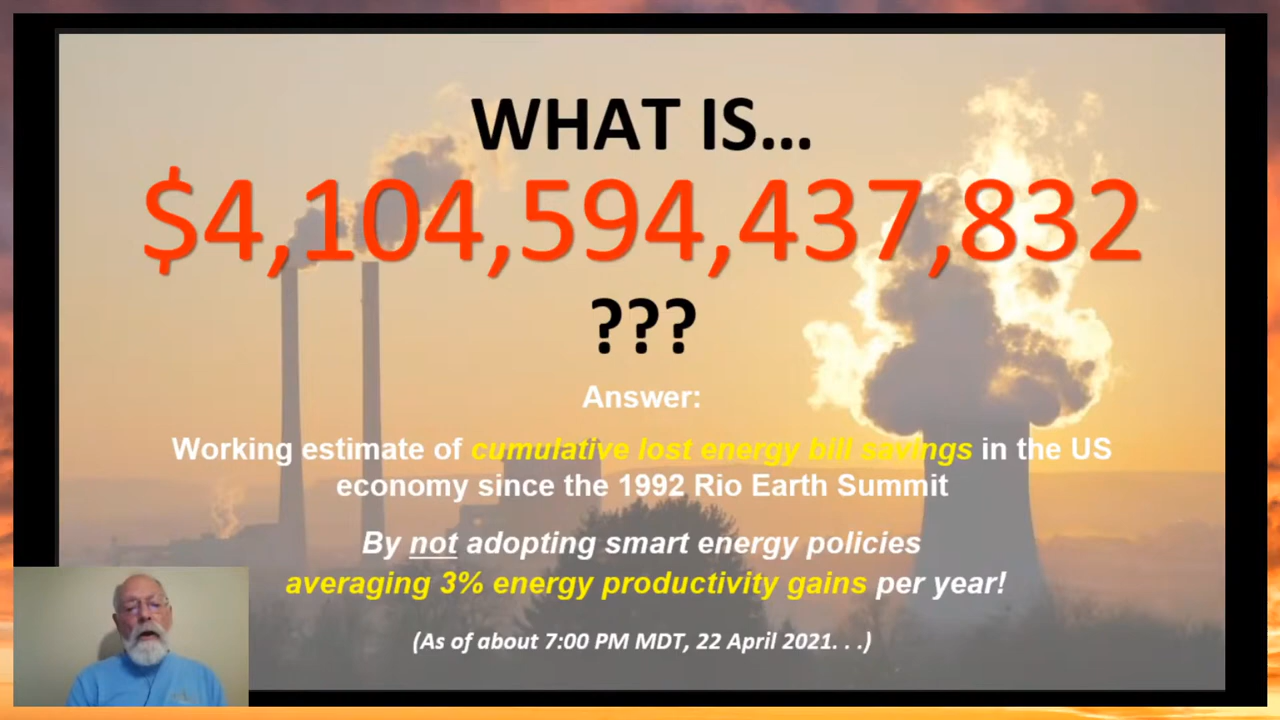 WHAT IS...
$4,104,594,437,832
???
Answer:
Working estimate of cumulative lost energy bill savings in the US
economy since the 1992 Rio Earth Summit
By not adopting smart energy policies
averaging 3% energy productivity gains per year!
(As of about 7:00 PM MDT, 22 April 2021. . .)